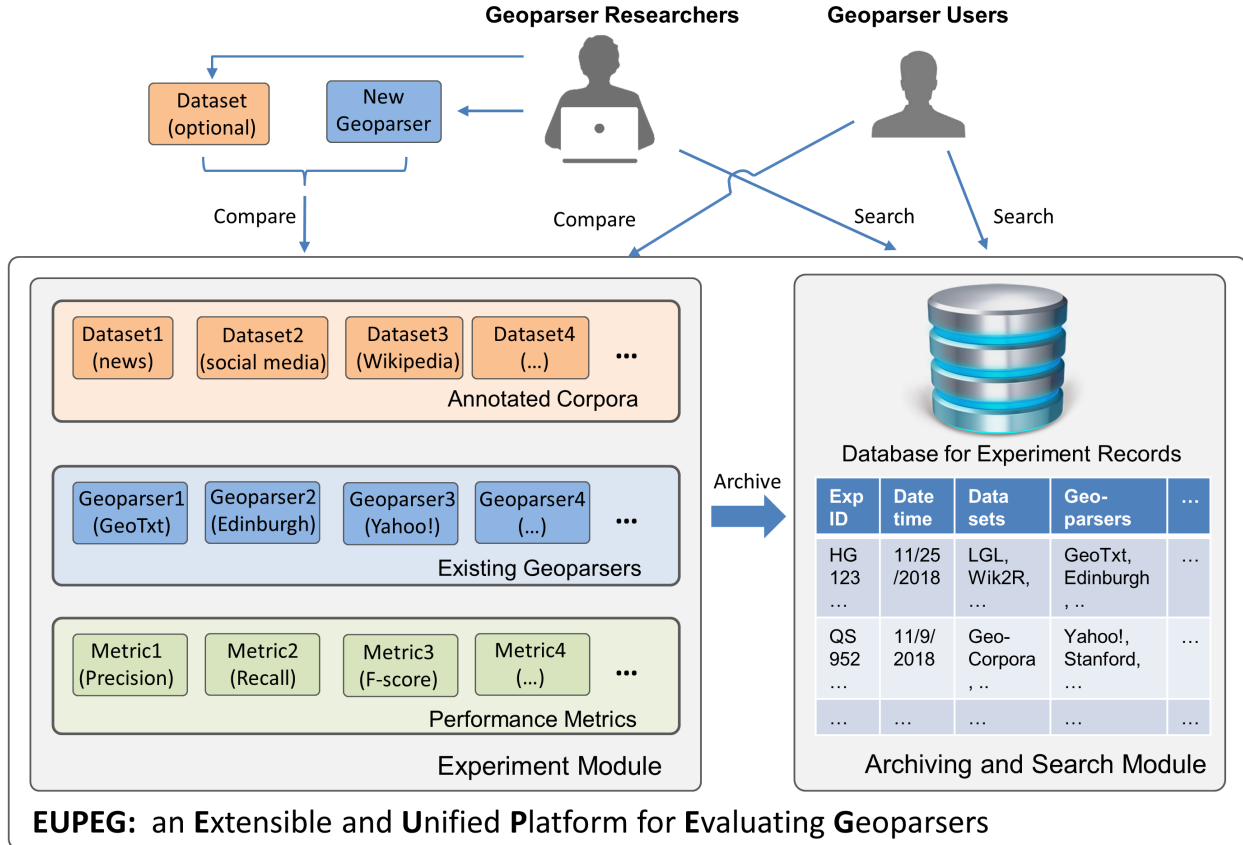 Geoparser Researchers
Geoparser Users
Dataset
(optional)
New
Geoparser
Compare
Compare
Search
Search
Dataset1
(news)
Dataset2
(social media)
Dataset3
(Wikipedia)
Dataset4
(...)
...
Annotated Corpora
Geoparser1
(GeoTxt)
Geoparser2
(Edinburgh)
Geoparser3
(Yahoo!)
Geoparser4
(...)
...
Existing Geoparsers
Metric1
(Precision)
Metric2
(Recall)
Metric3
(F-score)
Metric4
(...)
...
Performance Metrics
Experiment Module
Archive
Database for Experiment Records
Exp
ID
Date
time
Data
sets
Geo-
parsers
...
HG
123
...
11/25
/2018
LGL,
Wik2R,
...
GeoTxt,
Edinburgh
, ..
...
QS
952
...
11/9/
2018
Geo-
Corpora
, ..
Yahoo!,
Stanford,
...
...
...
...
...
...
...
Archiving and Search Module
EUPEG: an Extensible and Unified Platform for Evaluating Geoparsers